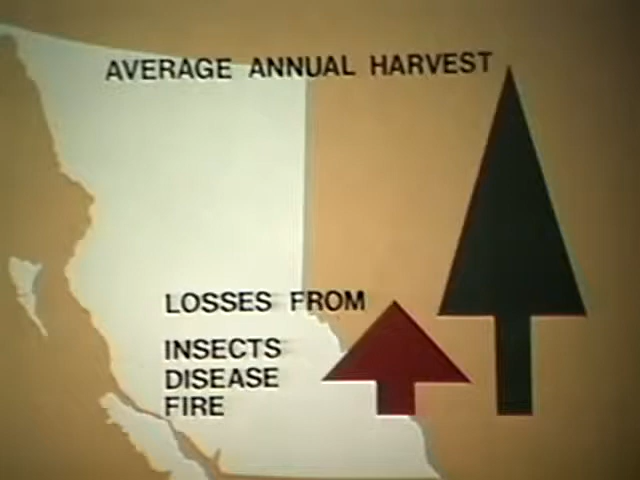 AVERAGE ANNUAL HARVEST
LOSSES FROM
INSECTS
DISEASE
FIRE